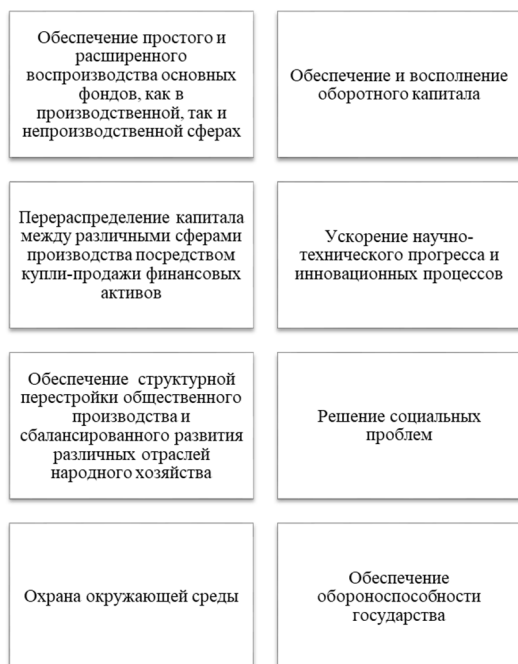 Обеспечение простого и
расширенного
воспроизводства основных
фондов, как в
производственной, так и
непроизводственной сферах
Обеспечение и восполнение
оборотного капитала
Перераспределение капитала
между различными сферами
производства посредством
купли-продажи финансовых
активов
Ускорение научно-
технического прогресса и
инновационных процессов
Обеспечение структурной
перестройки общественного
производства и
сбалансированного развития
различных отраслей
народного хозяйства
Решение социальных
проблем
Охрана окружающей среды
Обеспечение
обороноспособности
государства